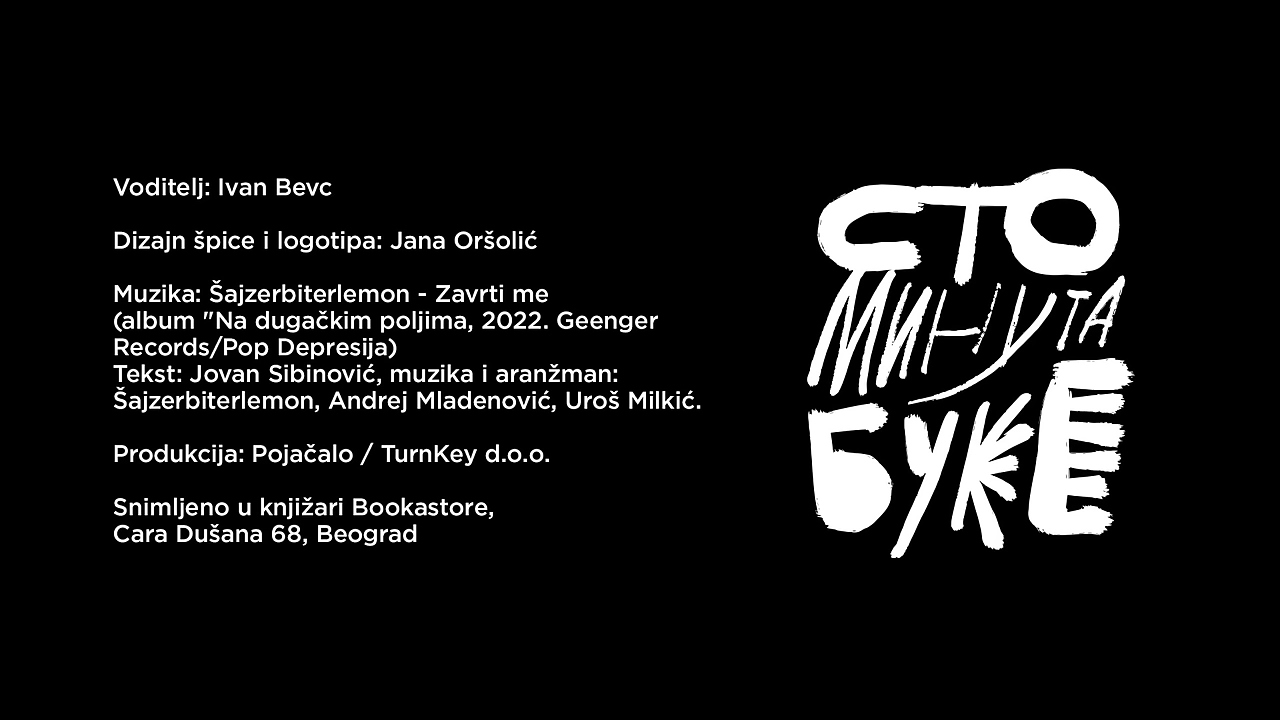 Voditelj: Ivan Bevc
Dizajn špice i logotipa: Jana Oršolić
Muzika: Šajzerbiterlemon - Zavrti me
(album "Na dugačkim poljima, 2022. Geenger
Records/Pop Depresija)
Tekst: Jovan Sibinović, muzika i aranžman:
Šajzerbiterlemon, Andrej Mladenović, Uroš Milkić.
Produkcija: Pojačalo / TurnKey d.o.o.
Snimljeno u knjižari Bookastore,
Cara Dušana 68, Beograd
СТО
МИНУТА
БУКЕ